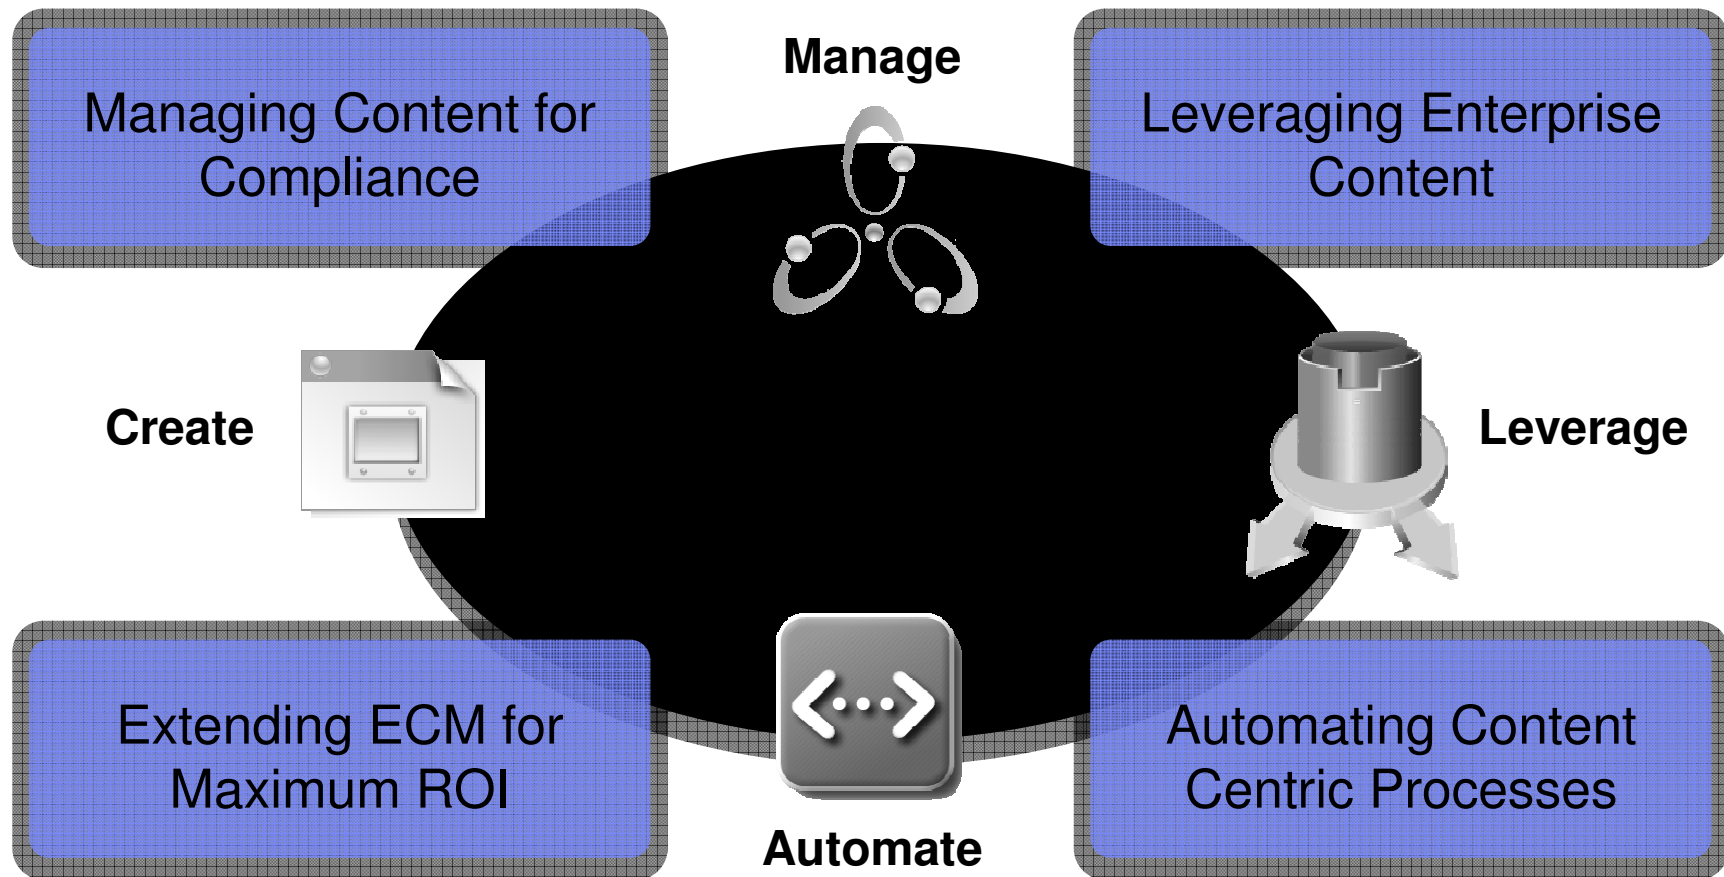 Manage
Managing Content for
Compliance
Leveraging Enterprise
Content
Create
Leverage
Extending ECM for
Maximum ROI
Automating Content
Centric Processes
Automate